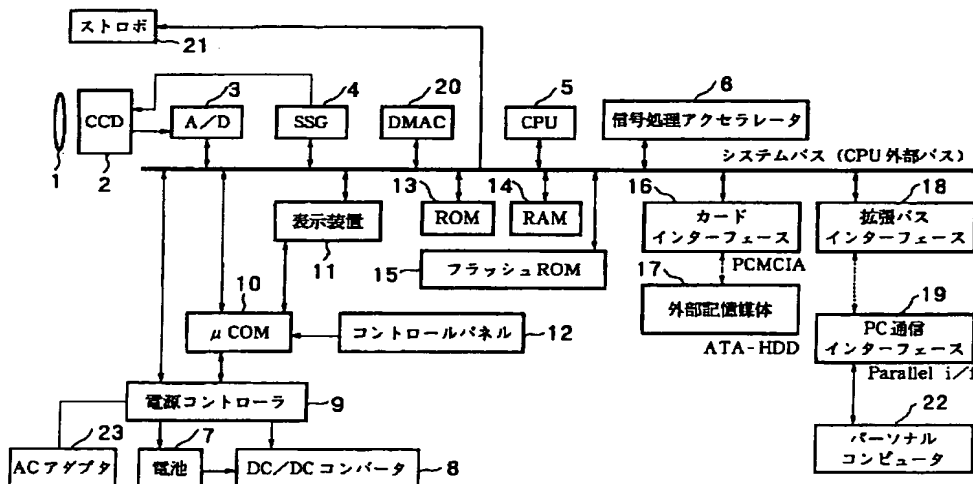 ストロボ
21
3
4
20
5
6
CCD
A/D
SSG
DMAC
CPU
信号処理アクセラレータ
1
2
システムバス (CPU外部バス)
13
14
16
18
表示装置
ROM
RAM
カード
インターフェース
拡張バス
インターフェース
11
15
フラッシュROM
PCMCIA
17
10
外部記憶媒体
19
μCOM
コントロールパネル
12
ATA-HDD
PC通信
インターフェース
Parallel i/f
電源コントローラ
9
23
7
22
ACアダプタ
電池
DC/DCコンバータ
8
パーソナル
コンピュータ